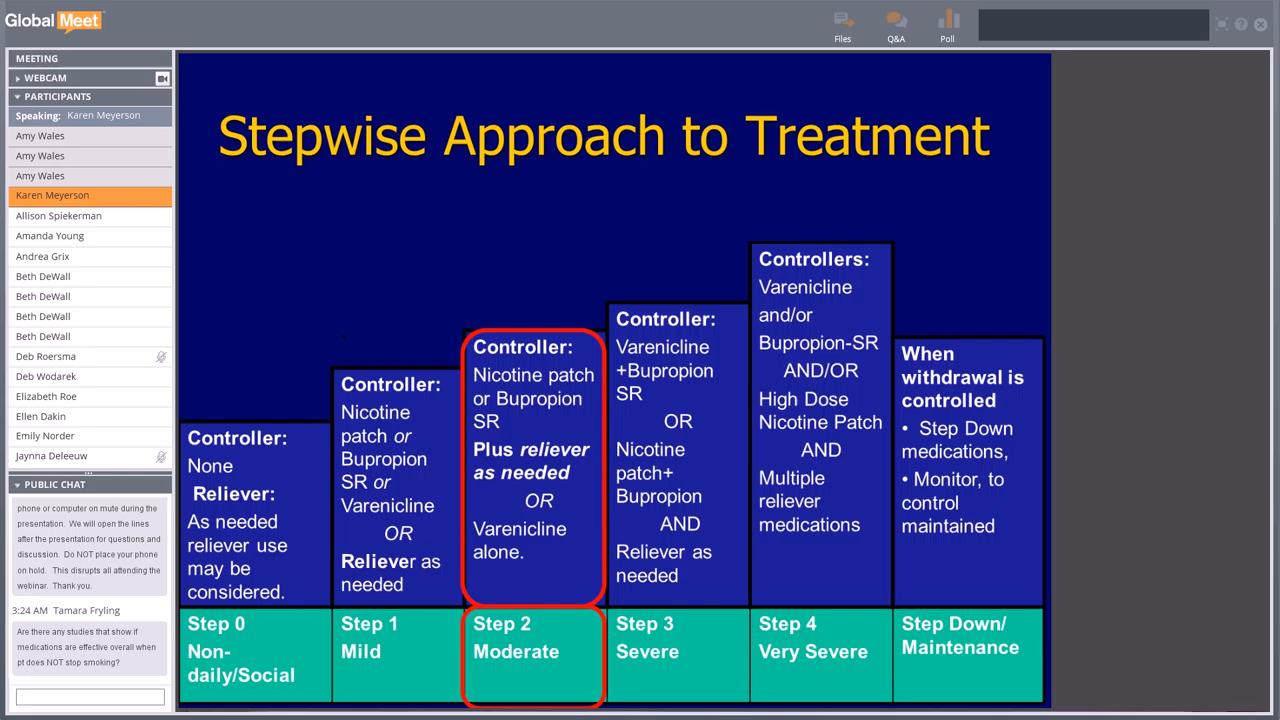 Global Meet
Files
Q&A
Poll
MEETING
WEBCAM
PARTICIPANTS
Speaking: Karen Meyerson
Amy Wales
Amy Wales
Amy Wales
Karen Meyerson
Allison Spiekerman
Amanda Young
Andrea Grix
Beth DeWall
Beth DeWall
Beth DeWall
Beth DeWall
Deb Roersma
Deb Wodarek
Elizabeth Roe
Ellen Dakin
Emily Norder
Jaynna Deleeuw
PUBLIC CHAT
phone or computer on mute during the
presentation. We will open the lines
after the presentation for questions and
discussion. Do NOT place your phone
on hold. This disrupts all attending the
webinar. Thank you.
3:24 AM Tamara Fryling
Are there any studies that show if
medications are effective overall when
pt does NOT stop smoking?
Stepwise Approach to Treatment
Controller:
None
Reliever:
As needed
reliever use
may be
considered.
Step 0
Non-
daily/Social
Controller:
Nicotine
patch or
Bupropion
SR or
Varenicline
OR
Reliever as
needed
Step 1
Mild
Controller:
Nicotine patch
or Bupropion
SR
Plus reliever
as needed
OR
Varenicline
alone.
Step 2
Moderate
Controller:
Varenicline
+Bupropion
SR
OR
Nicotine
patch+
Bupropion
AND
Reliever as
needed
Step 3
Severe
Controllers:
Varenicline
and/or
Bupropion-SR
AND/OR
High Dose
Nicotine Patch
AND
Multiple
reliever
medications
Step 4
Very Severe
When
withdrawal is
controlled
• Step Down
medications,
• Monitor, to
control
maintained
Step Down/
Maintenance